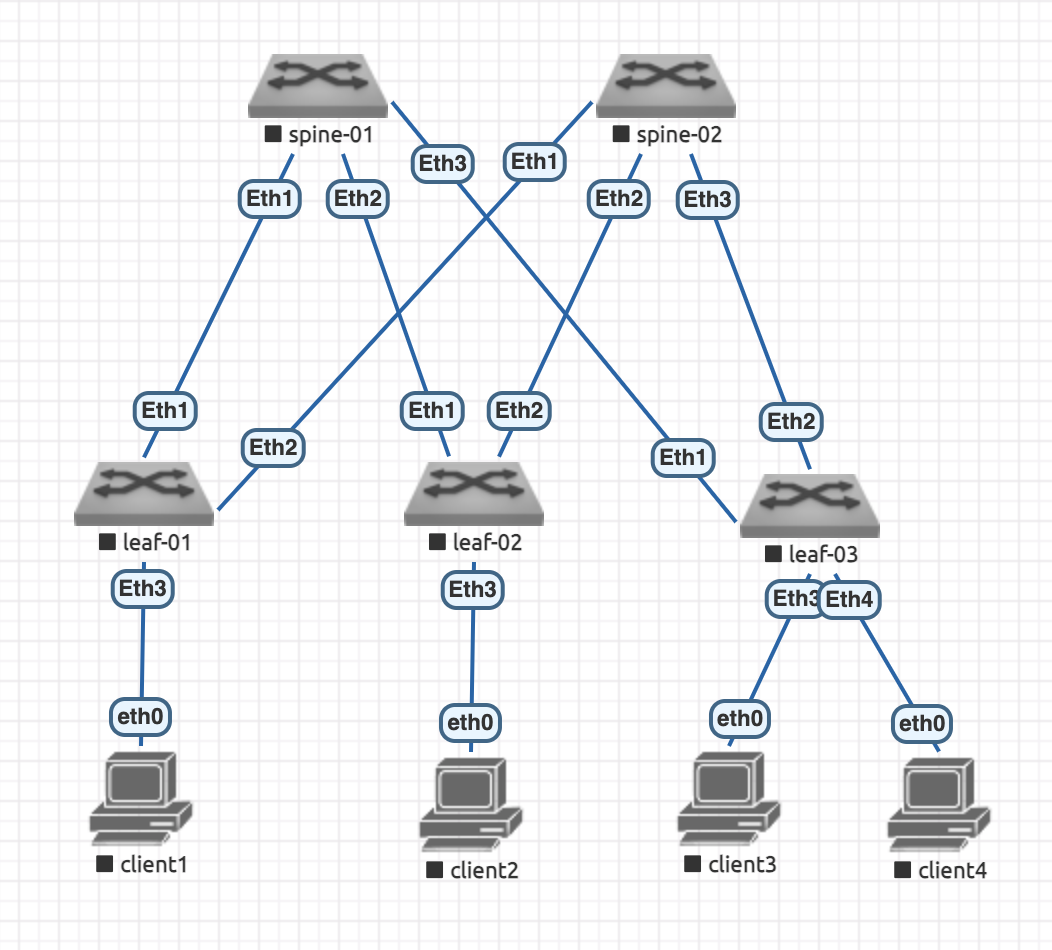 spine-01
spine-02
Eth3
Eth1
Eth1
Eth2
Eth2
Eth3
Eth1
Eth1
Eth2
Eth2
Eth2
Eth1
leaf-01
leaf-02
leaf-03
Eth3
Eth3
Eth3
Eth4
eth0
eth0
eth0
eth0
client1
client2
client3
client4